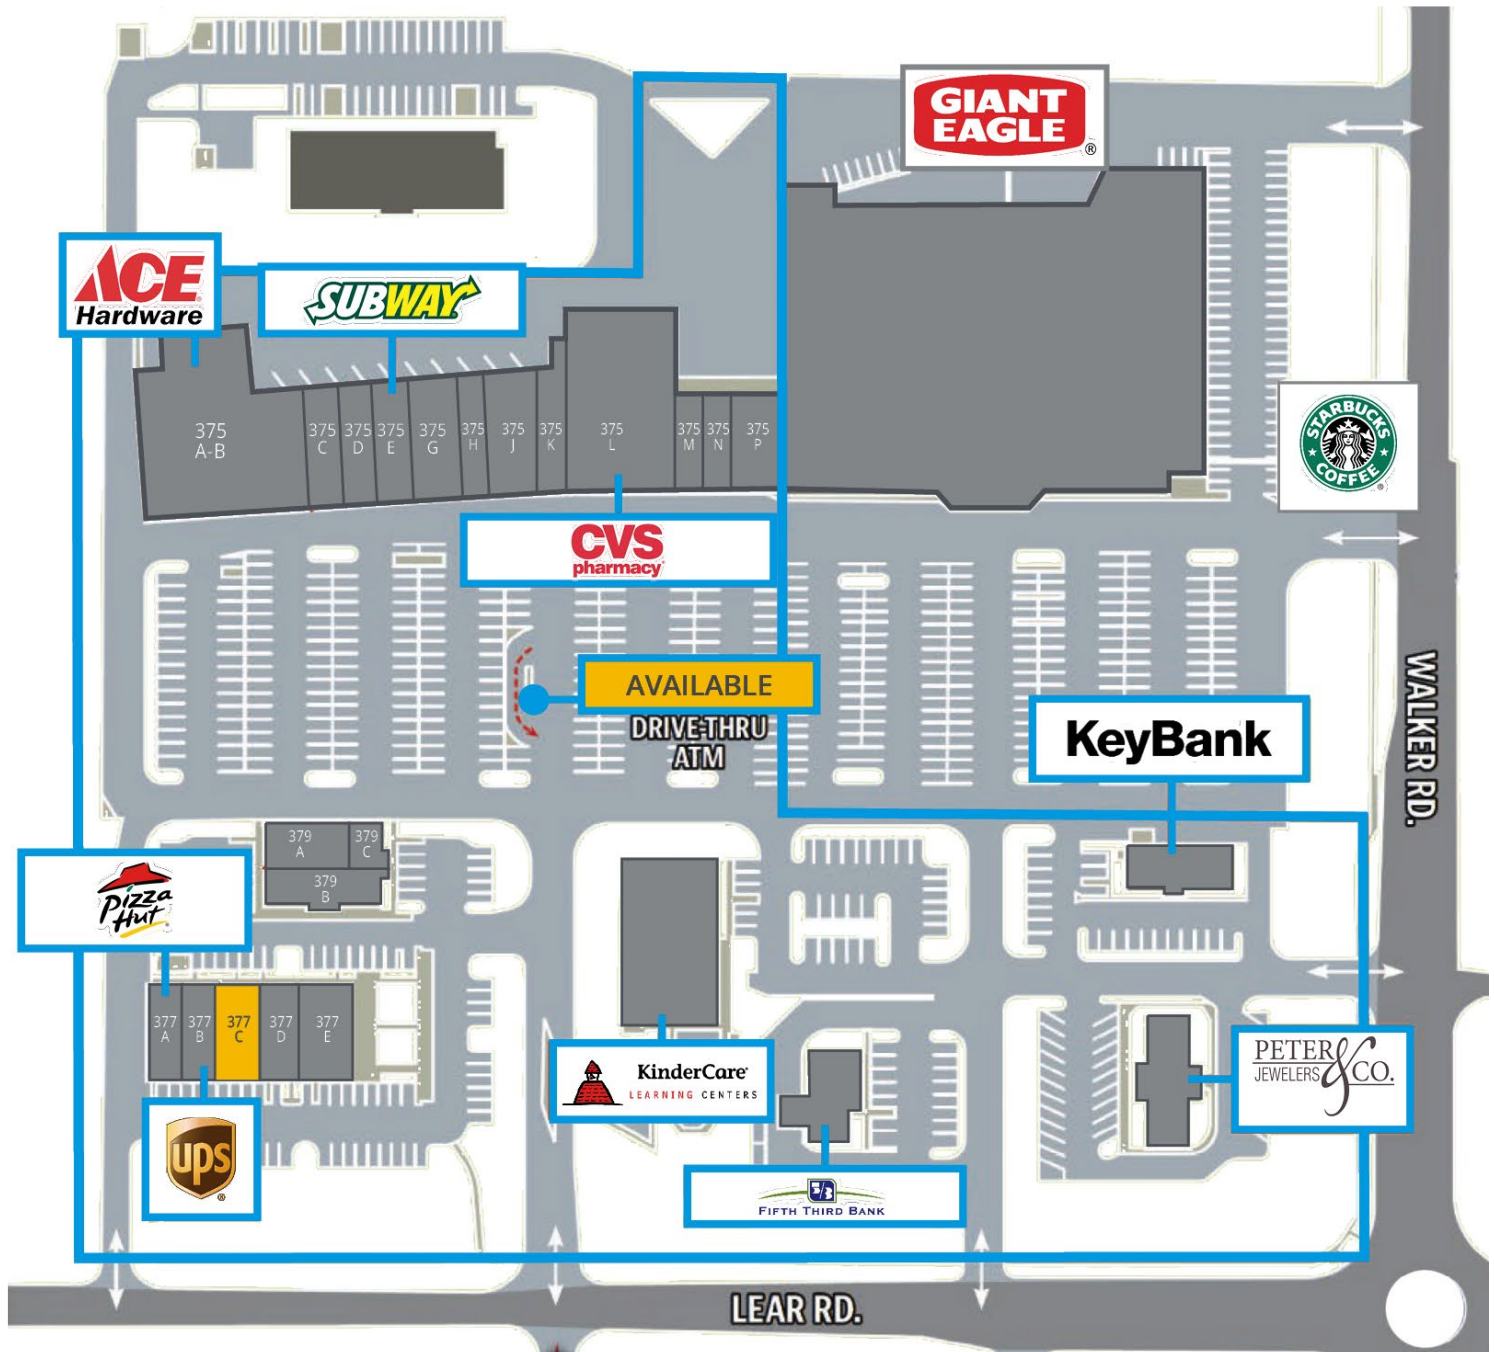 GIANT
EAGLE
®
ACE
Hardware
SUBWAY
STARBUCKS
COFFEE
375
A-B
375
C
375
D
375
E
375
G
375
H
375
J
375
K
375
L
375
M
375
N
375
P
CVS
pharmacy
AVAILABLE
DRIVE-THRU
ATM
KeyBank
WALKER RD.
379
A
379
C
379
B
Pizza
Hut
377
A
377
B
377
C
377
D
377
E
KinderCare
LEARNING CENTERS
PETER & CO.
JEWELERS
ups
®
5/3
FIFTH THIRD BANK
LEAR RD.